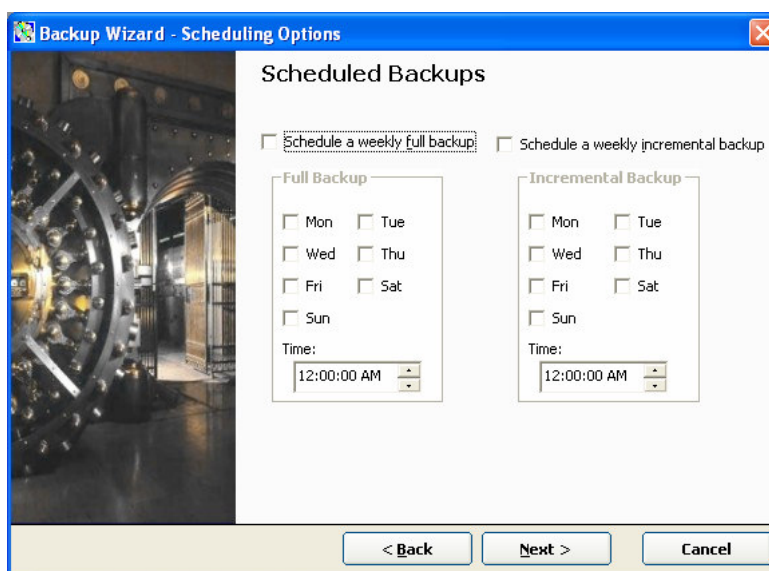 Backup Wizard - Scheduling Options
Scheduled Backups
Schedule a weekly full backup
Schedule a weekly incremental backup
Full Backup
Mon Tue
Wed Thu
Fri Sat
Sun
Time:
12:00:00 AM
Incremental Backup
Mon Tue
Wed Thu
Fri Sat
Sun
Time:
12:00:00 AM
< Back
Next >
Cancel